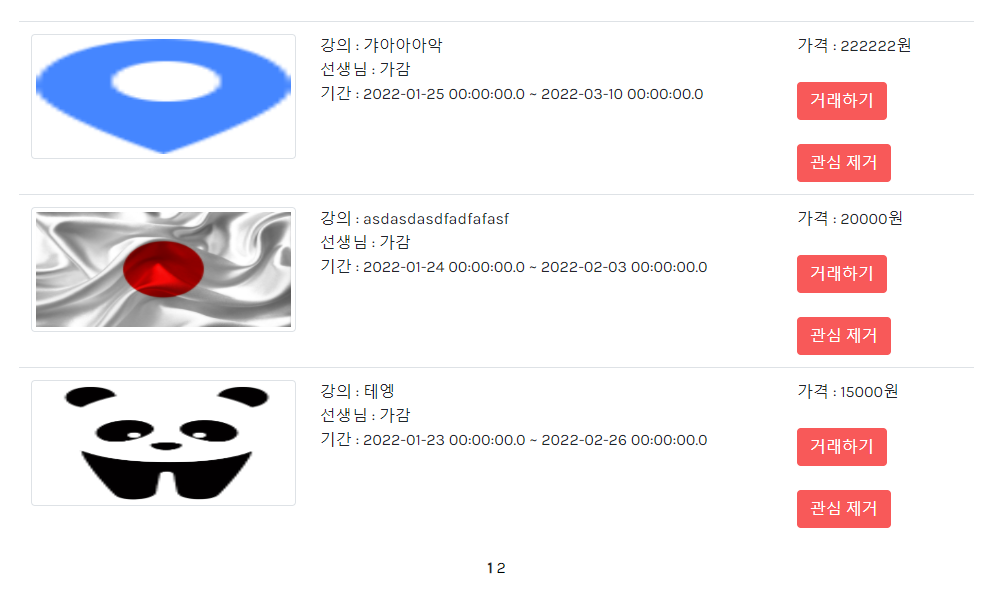 강의 : 갸아아아악
선생님 : 가감
기간 : 2022-01-25 00:00:00.0 ~ 2022-03-10 00:00:00.0
가격 : 222222원
거래하기
관심 제거
강의 : asdasdasdfadfafasf
선생님 : 가감
기간 : 2022-01-24 00:00:00.0 ~ 2022-02-03 00:00:00.0
가격 : 20000원
거래하기
관심 제거
강의 : 테엥
선생님 : 가감
기간 : 2022-01-23 00:00:00.0 ~ 2022-02-26 00:00:00.0
가격 : 15000원
거래하기
관심 제거
1 2